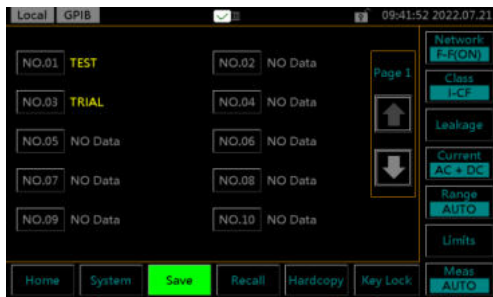 Local GPIB 09:41:52 2022.07.21
NO.01 TEST NO.02 NO Data
NO.03 TRIAL NO.04 NO Data
NO.05 NO Data NO.06 NO Data
NO.07 NO Data NO.08 NO Data
NO.09 NO Data NO.10 NO Data
Page 1
Network
F-F(ON)
Class
I-CF
Leakage
Current
AC + DC
Range
AUTO
Limits
Meas
AUTO
Home System Save Recall Hardcopy Key Lock